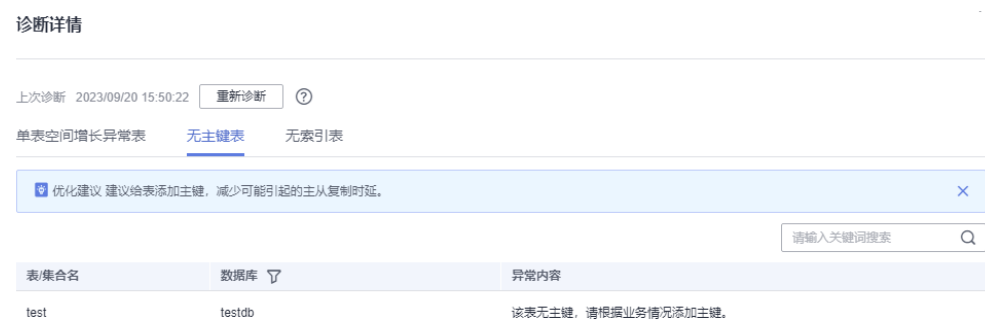 诊断详情
上次诊断 2023/09/20 15:50:22 重新诊断 ?
单表空间增长异常表 无主键表 无索引表
优化建议 建议给表添加主键，减少可能引起的主从复制时延。
请输入关键词搜索
表/集合名 数据库 异常内容
test testdb 该表无主键，请根据业务情况添加主键。